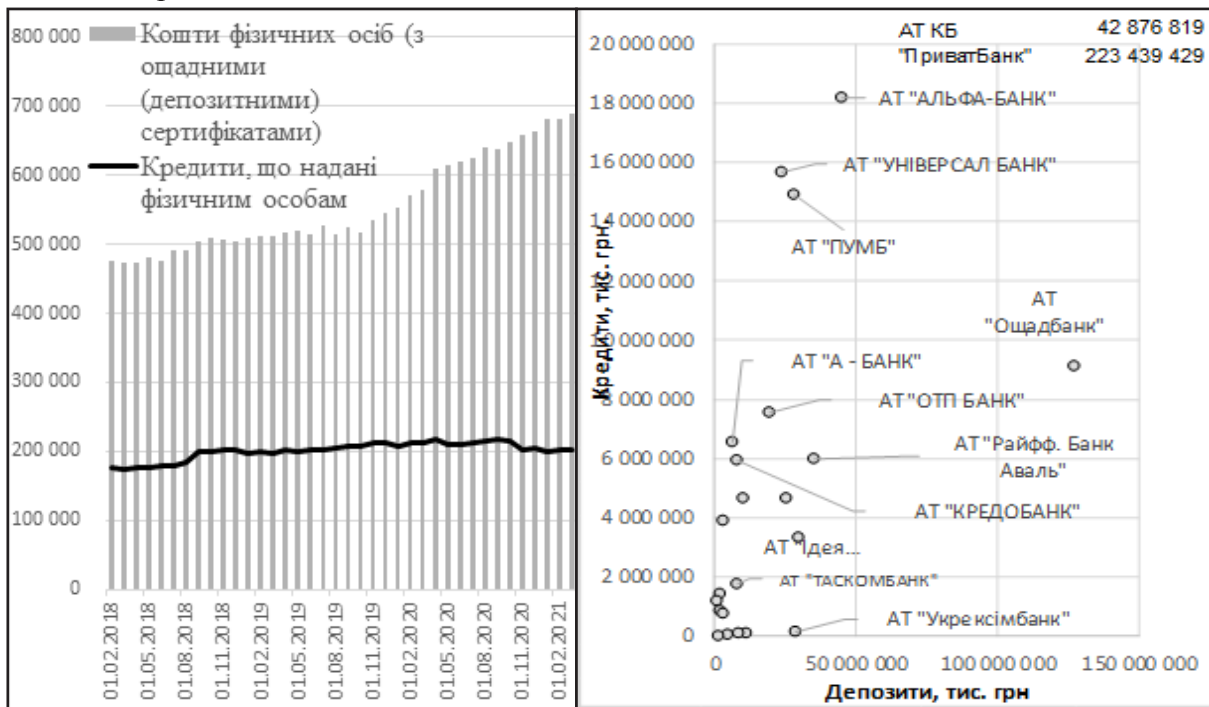 800 000
700 000
600 000
500 000
400 000
300 000
200 000
100 000
0
Кошти фізичних осіб (з
ощадними
(депозитними)
сертифікатами)
Кредити, що надані
фізичним особам
01.02.2018
01.05.2018
01.08.2018
01.11.2018
01.02.2019
01.05.2019
01.08.2019
01.11.2019
01.02.2020
01.05.2020
01.08.2020
01.11.2020
01.02.2021
АТ КБ 42 876 819
"ПриватБанк" 223 439 429
20 000 000
18 000 000
16 000 000
14 000 000
12 000 000
10 000 000
8 000 000
6 000 000
4 000 000
2 000 000
0
Кредити, тис. грн,
АТ "АЛЬФА-БАНК"
АТ "УНІВЕРСАЛ БАНК"
АТ "ПУМБ"
АТ
"Ощадбанк"
АТ "А - БАНК"
АТ "ОТП БАНК"
АТ "Райфф. Банк
Аваль"
АТ "КРЕДОБАНК"
АТ "Ідея...
АТ "ТАСКОМБАНК"
АТ "Укрексімбанк"
0
50 000 000
100 000 000
150 000 000
Депозити, тис. грн